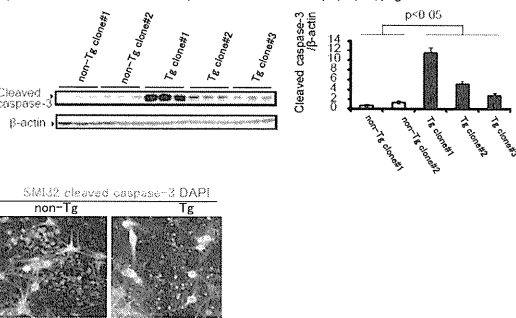 non-Tg clone#1
non-Tg clone#2
Tg clone#1
Tg clone#2
Tg clone#3
Cleaved
caspase-3
β-actin
p<0.05
Cleaved caspase-3
/β-actin
14
12
10
8
6
4
2
0
non-Tg clone#1
non-Tg clone#2
Tg clone#1
Tg clone#2
Tg clone#3
SMI32 cleaved caspase-3 DAPI
non-Tg
Tg